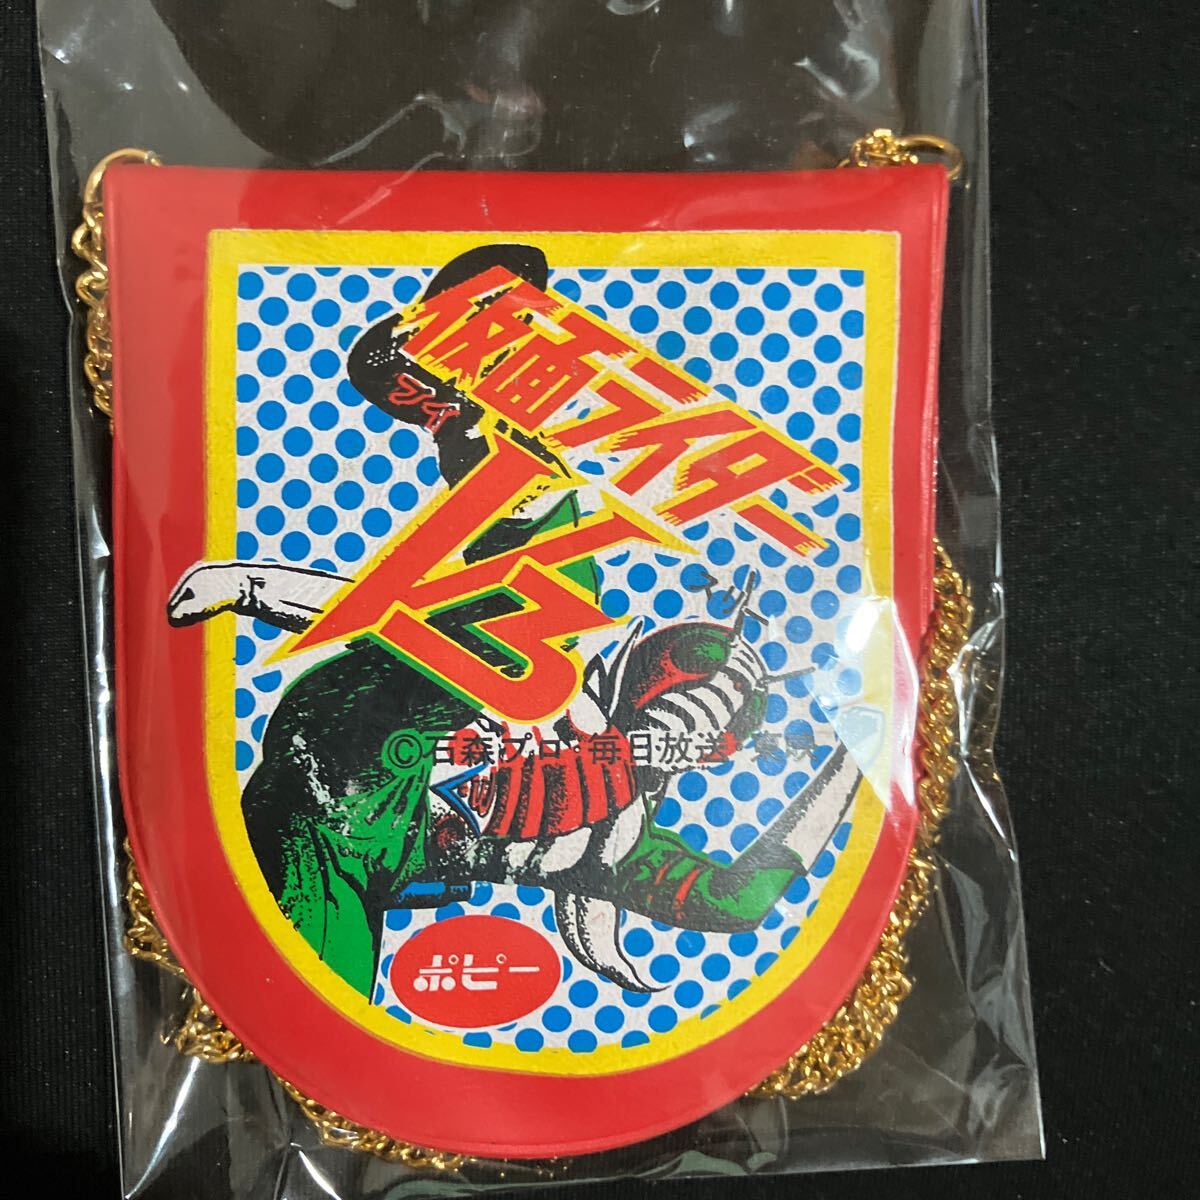 仮面ライダー
ブイ
V3
スリー
©石森プロ・毎日放送・東映
ポピー